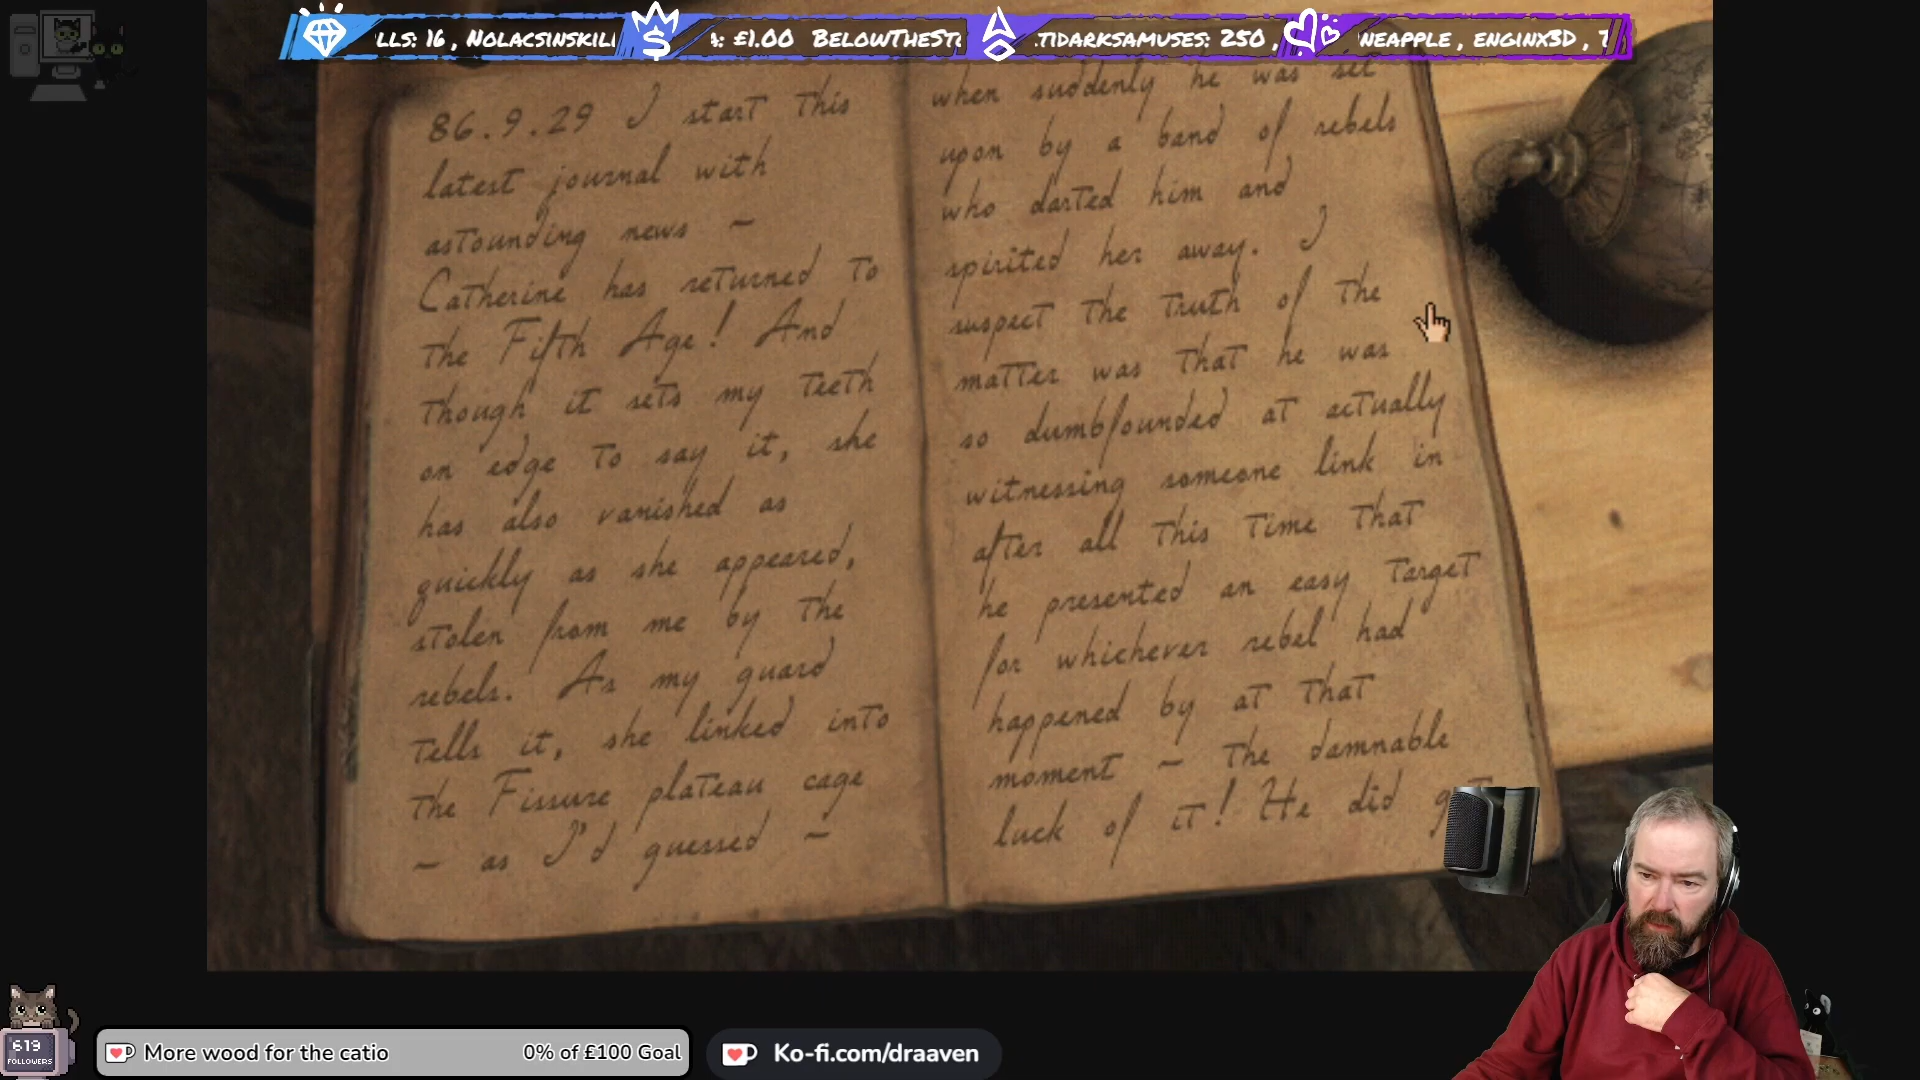 LLS: 16 , NOLACSINSKILL
: £1.00 BELOWTHEST
.TIDARKSAMUSES: 250 ,
NEAPPLE , ENGINX3D , T
86.9.29 I start this
latest journal with
astounding news –
Catherine has returned to
the Fifth Age! And
though it sets my teeth
on edge to say it, she
has also vanished as
quickly as she appeared,
stolen from me by the
rebels. As my guard
tells it, she linked into
the Fissure plateau cage
– as I'd guessed –
when suddenly he was set
upon by a band of rebels
who darted him and
spirited her away. I
suspect the truth of the
matter was that he was
so dumbfounded at actually
witnessing someone link in
after all this time that
he presented an easy target
for whichever rebel had
happened by at that
moment – the damnable
luck of it! He did
619
FOLLOWERS
More wood for the catio
0% of £100 Goal
Ko-fi.com/draaven